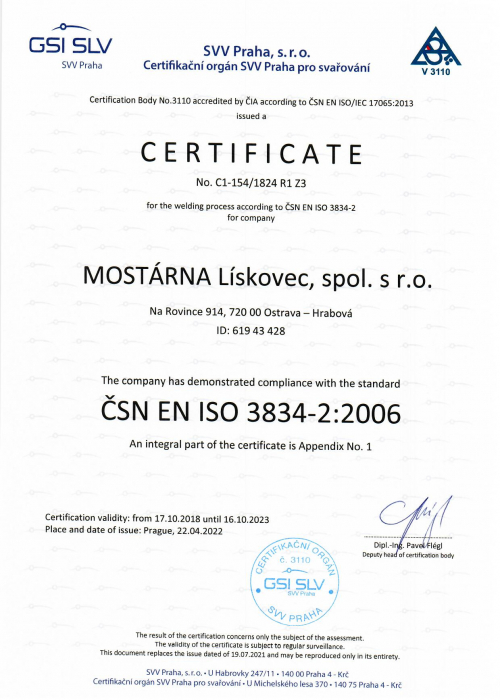 GSI SLV
SVV Praha
SVV Praha, s. r. o.
Certifikační orgán SVV Praha pro svařování
V 3110
Certification Body No.3110 accredited by ČIA according to ČSN EN ISO/IEC 17065:2013
issued a
CERTIFICATE
No. C1-154/1824 R1 Z3
for the welding process according to ČSN EN ISO 3834-2
for company
MOSTÁRNA Lískovec, spol. s r.o.
Na Rovince 914, 720 00 Ostrava – Hrabová
ID: 619 43 428
The company has demonstrated compliance with the standard
ČSN EN ISO 3834-2:2006
An integral part of the certificate is Appendix No. 1
Certification validity: from 17.10.2018 until 16.10.2023
Place and date of issue: Prague, 22.04.2022
Dipl.-Ing. Pavel Flégl
Deputy head of certification body
CERTIFIKAČNÍ ORGÁN
č. 3110
GSI SLV
SVV Praha
SVV PRAHA
The result of the certification concerns only the subject of the assessment.
The validity of the certificate is subject to regular surveillance.
This document replaces the issue dated of 19.07.2021 and may be reproduced only in its entirety.
SVV Praha, s.r.o. • U Habrovky 247/11 • 140 00 Praha 4 - Krč
Certifikační orgán SVV Praha pro svařování • U Michelského lesa 370 • 140 75 Praha 4 - Krč